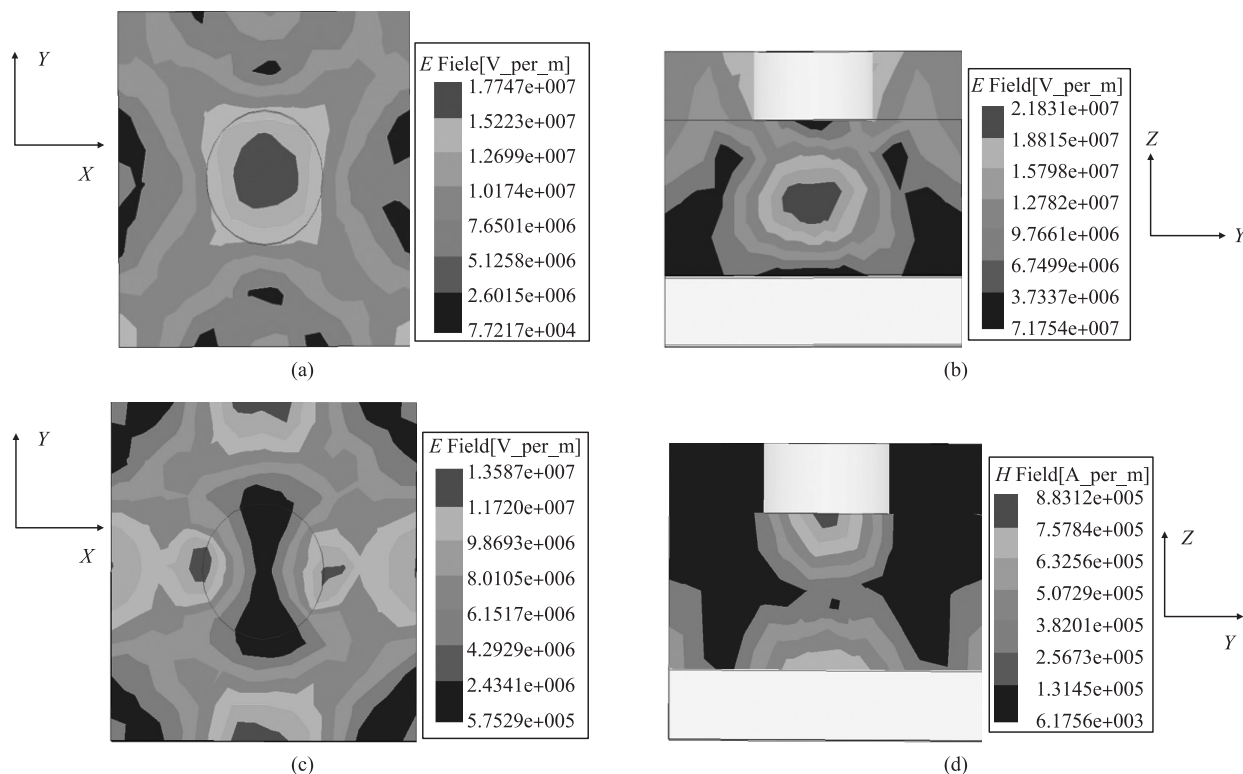 Y
X
E Fiele[V_per_m]
1.7747e+007
1.5223e+007
1.2699e+007
1.0174e+007
7.6501e+006
5.1258e+006
2.6015e+006
7.7217e+004
(a)
E Field[V_per_m]
2.1831e+007
1.8815e+007
1.5798e+007
1.2782e+007
9.7661e+006
6.7499e+006
3.7337e+006
7.1754e+007
Z
Y
(b)
Y
X
E Field[V_per_m]
1.3587e+007
1.1720e+007
9.8693e+006
8.0105e+006
6.1517e+006
4.2929e+006
2.4341e+006
5.7529e+005
(c)
H Field[A_per_m]
8.8312e+005
7.5784e+005
6.3256e+005
5.0729e+005
3.8201e+005
2.5673e+005
1.3145e+005
6.1756e+003
Z
Y
(d)